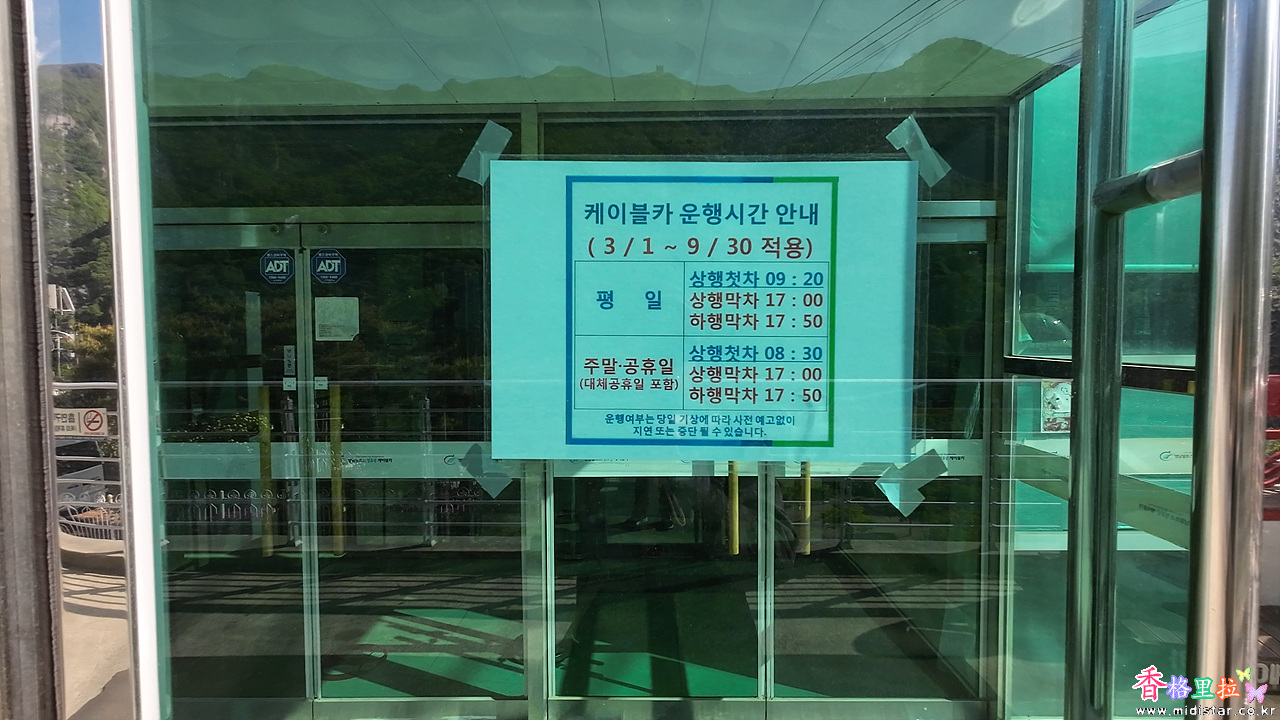 케이블카 운행시간 안내
( 3 / 1 ~ 9 / 30 적용)
평 일
상행첫차 09 : 20
상행막차 17 : 00
하행막차 17 : 50
주말·공휴일
(대체공휴일 포함)
상행첫차 08 : 30
상행막차 17 : 00
하행막차 17 : 50
운행여부는 당일 기상에 따라 사전 예고없이
지연 또는 중단 될 수 있습니다.
ADT
ADT
香格里拉
www.midistar.co.kr